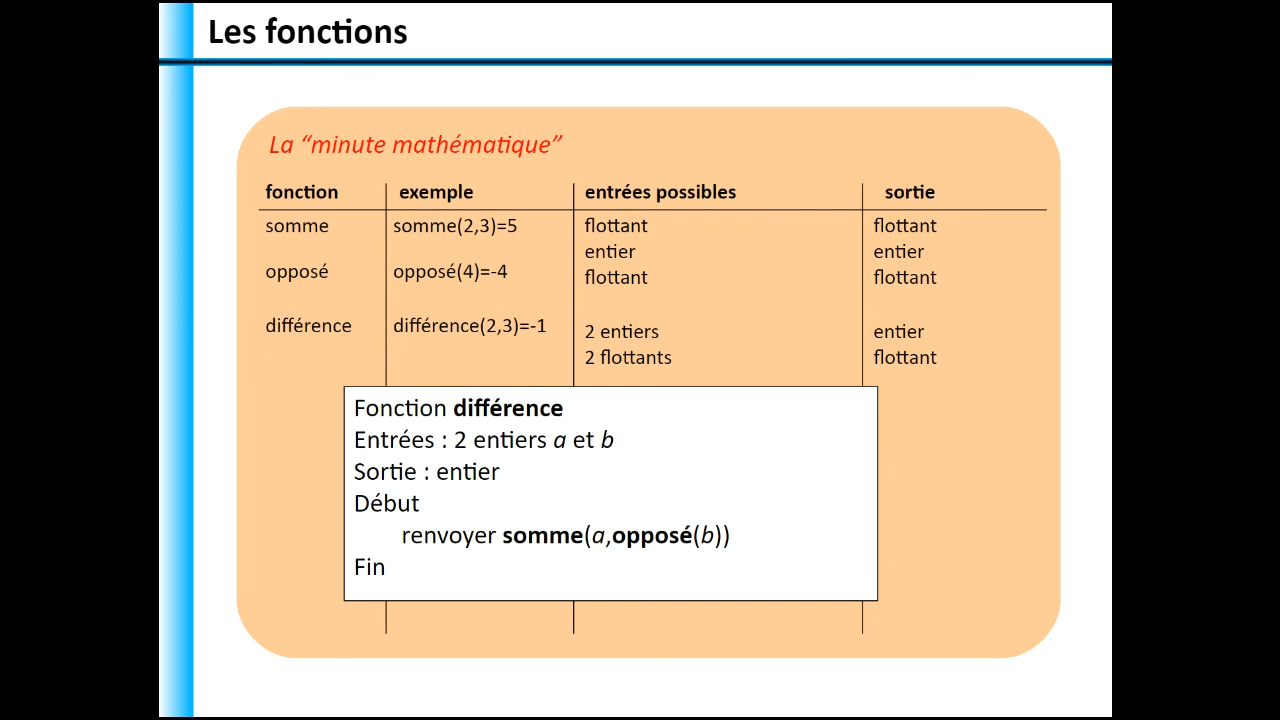 Les fonctions
La “minute mathématique”
fonction exemple entrées possibles sortie
somme somme(2,3)=5 flottant flottant
entier entier
opposé opposé(4)=-4 flottant flottant
différence différence(2,3)=-1 2 entiers entier
2 flottants flottant
Fonction différence
Entrées : 2 entiers a et b
Sortie : entier
Début
renvoyer somme(a,opposé(b))
Fin